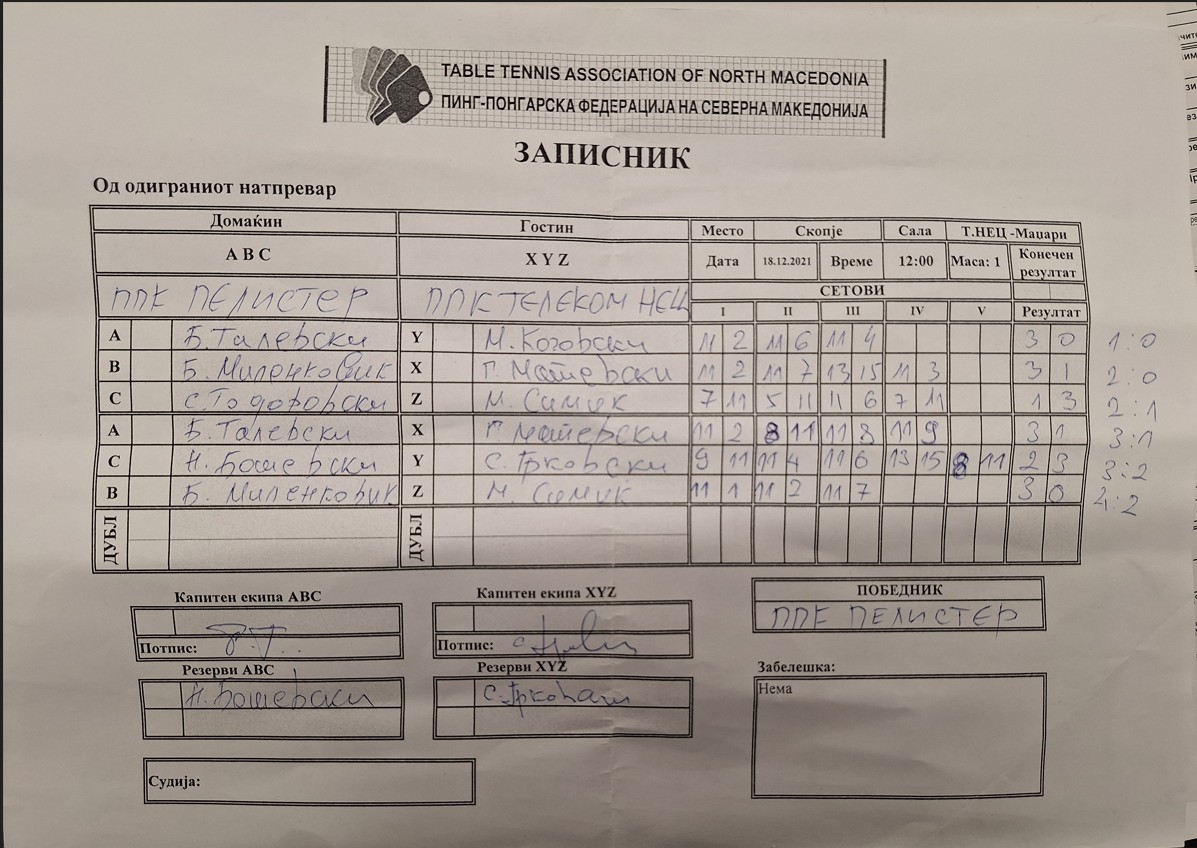 TABLE TENNIS ASSOCIATION OF NORTH MACEDONIA
ПИНГ-ПОНГАРСКА ФЕДЕРАЦИЈА НА СЕВЕРНА МАКЕДОНИЈА
ЗАПИСНИК
Од одиграниот натпревар
Домаќин Гостин Место Скопје Сала Т.НЕЦ -Маџари
A B C X Y Z Дата 18.12.2021 Време 12:00 Маса: 1 Конечен резултат
ППК ПЕЛИСТЕР ППК ТЕЛЕКОМ НЕЦ СЕТОВИ
I II III IV V Резултат
A Б. Талевски Y М. Коговски 11 2 11 6 11 4 3 0 1:0
B Б. Миленковиќ X Г. Матевски 11 2 11 7 13 15 11 3 3 1 2:0
C С. Тодоровски Z М. Симиќ 7 11 5 11 11 6 7 11 1 3 2:1
A Б. Талевски X Г. Матевски 11 2 8 11 11 8 11 9 3 1 3:1
C Н. Бошевски Y С. Грковски 9 11 11 4 11 6 13 15 8 11 2 3 3:2
B Б. Миленковиќ Z М. Симиќ 11 1 11 2 11 7 3 0 4:2
ДУБЛ ДУБЛ
Капитен екипа ABC Капитен екипа XYZ ПОБЕДНИК
ППК ПЕЛИСТЕР
Потпис: Потпис:
Резерви ABC Резерви XYZ Забелешка:
Н. Бошевски С. Нема
Судија: